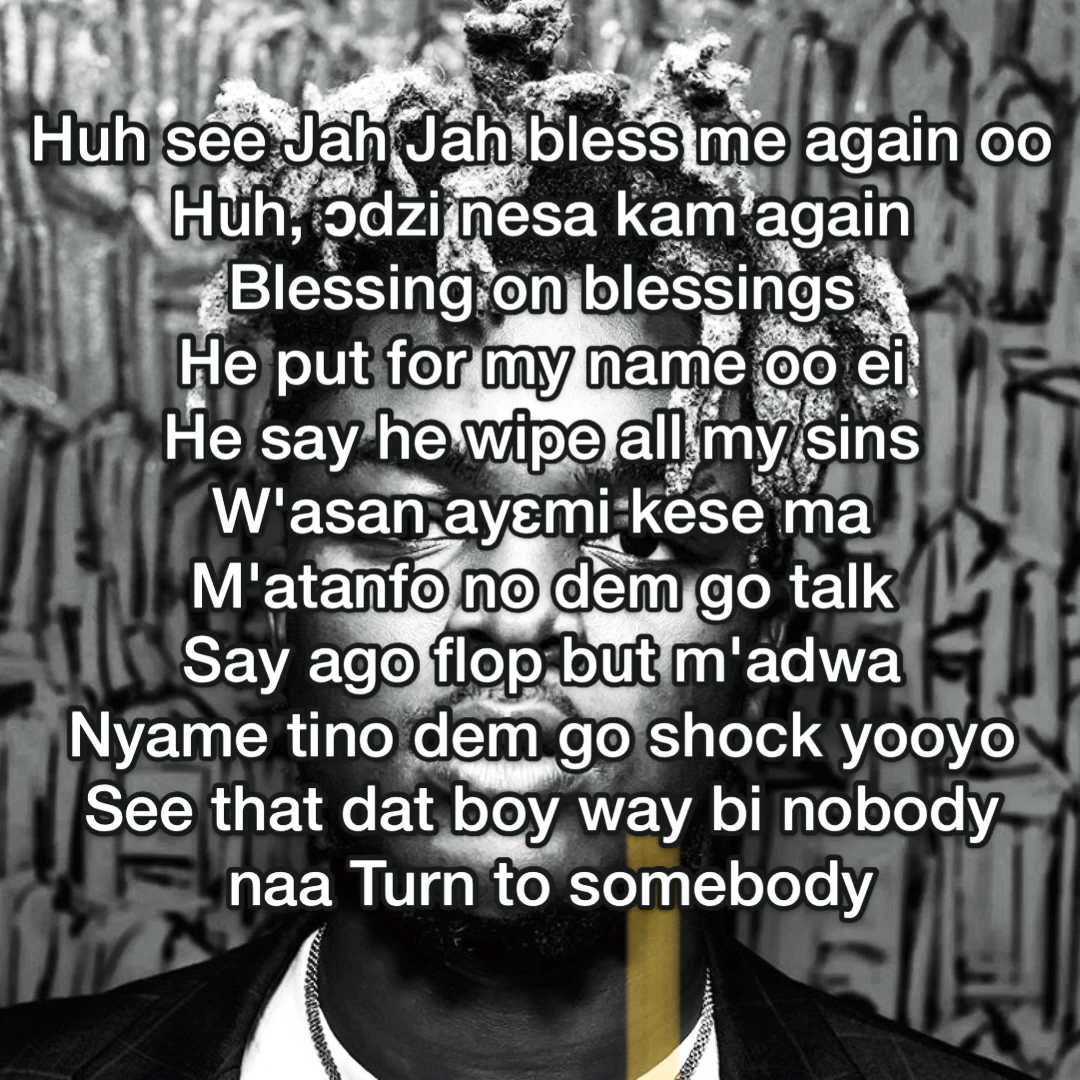 Huh see Jah Jah bless me again oo
Huh, ɔdzi nesa kam again
Blessing on blessings
He put for my name oo ei
He say he wipe all my sins
W'asan ayɛmi kese ma
M'atanfo no dem go talk
Say ago flop but m'adwa
Nyame tino dem go shock yooyo
See that dat boy way bi nobody
naa Turn to somebody